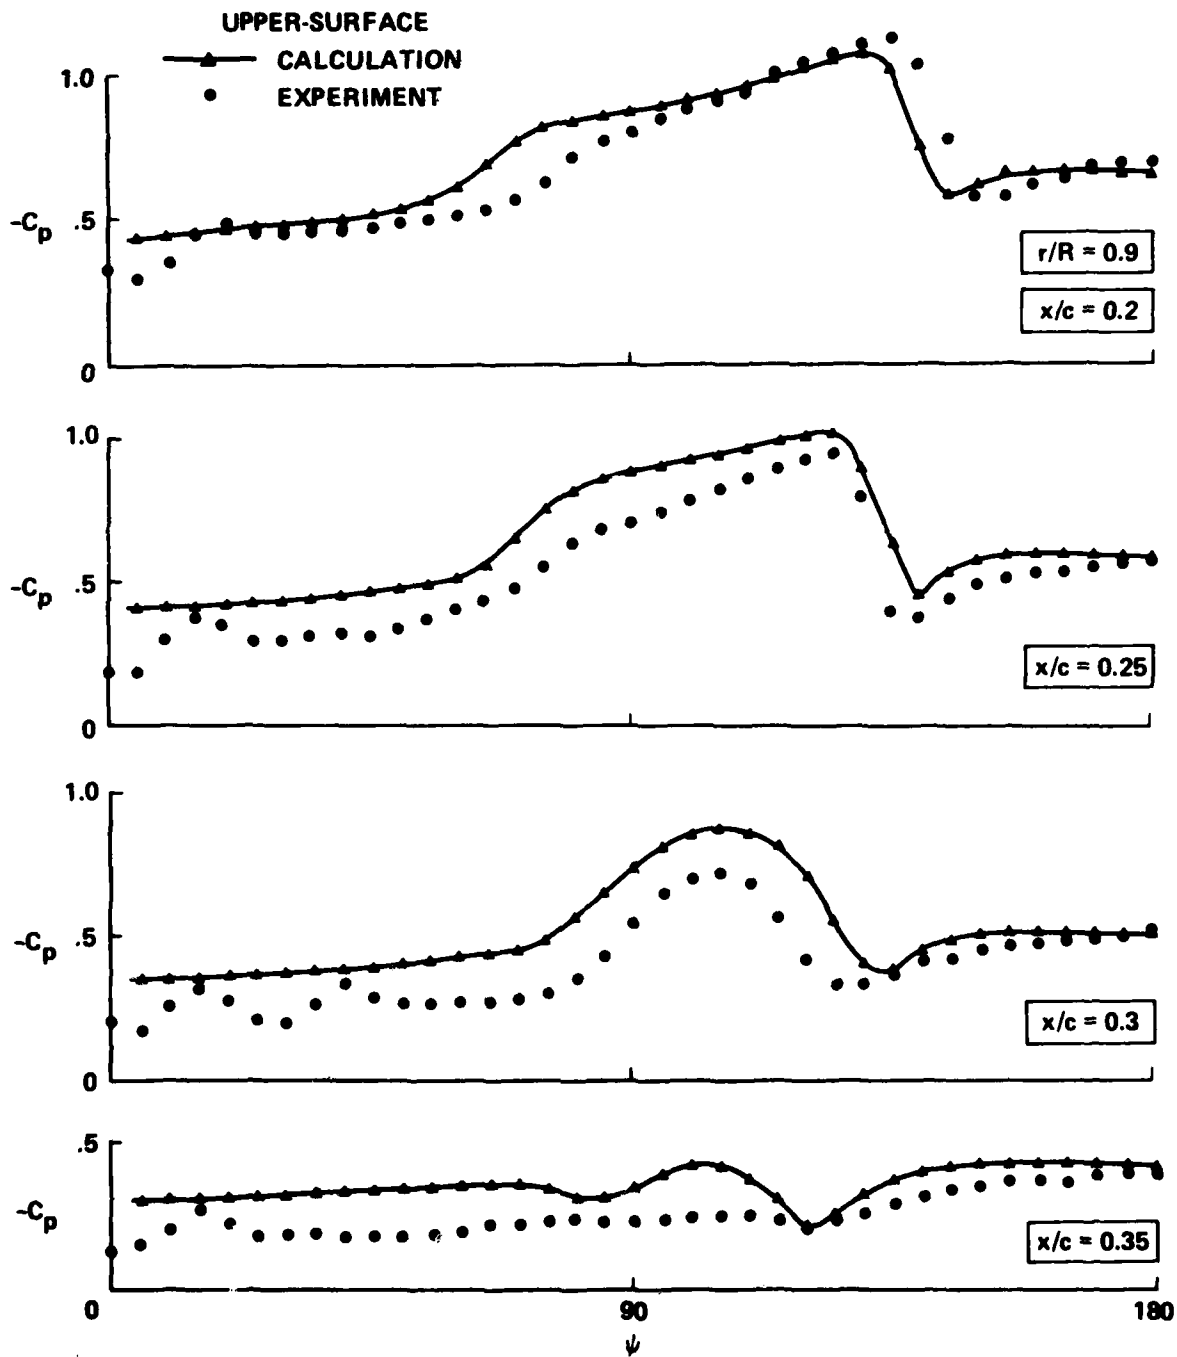 UPPER-SURFACE
CALCULATION
EXPERIMENT
1.0
.5
0
-Cp
r/R = 0.9
x/c = 0.2
1.0
.5
0
-Cp
x/c = 0.25
1.0
.5
0
-Cp
x/c = 0.3
.5
-Cp
x/c = 0.35
0 90 180
ψ